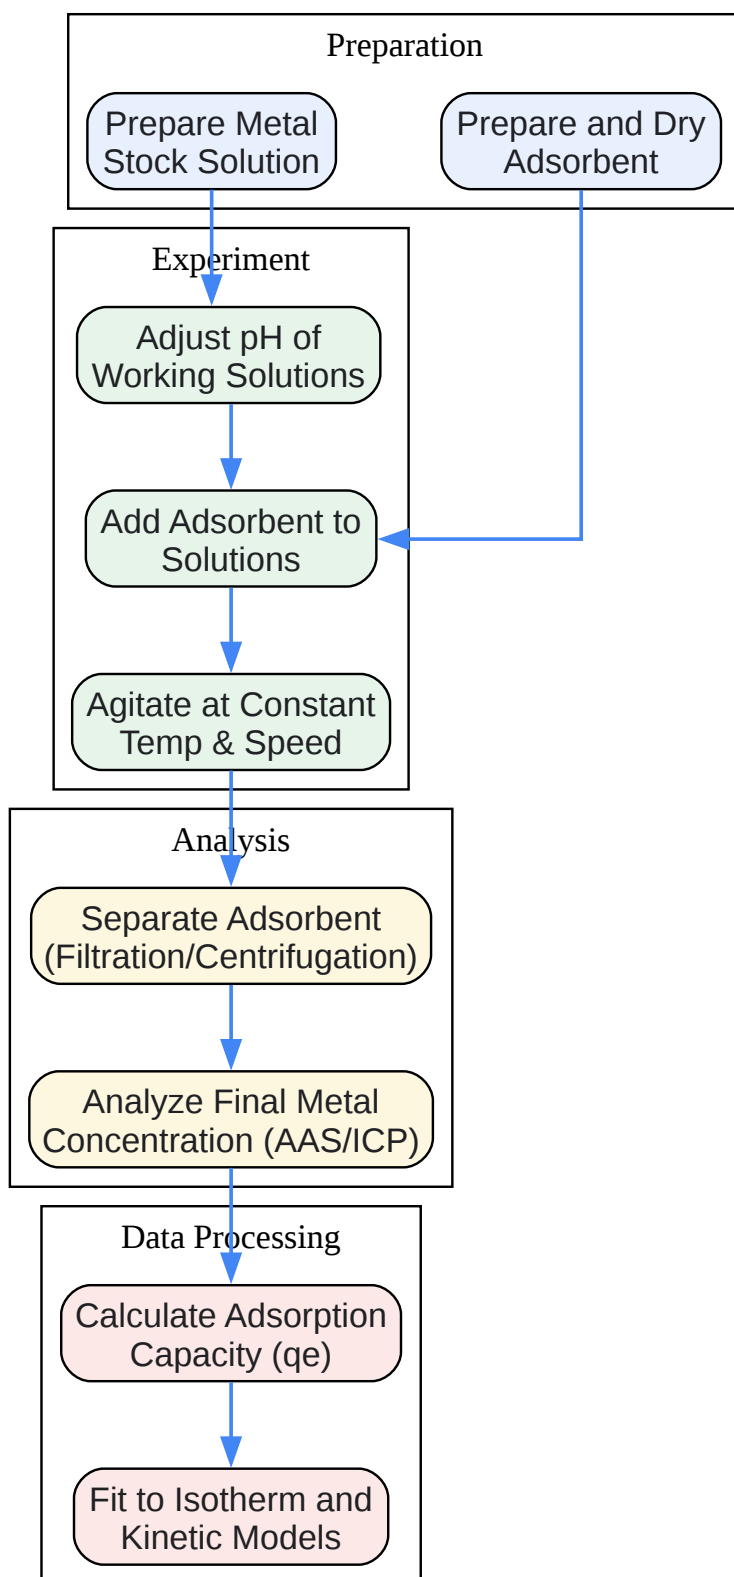 Preparation
Prepare Metal
Stock Solution
Prepare and Dry
Adsorbent
Experiment
Adjust pH of
Working Solutions
Add Adsorbent to
Solutions
Agitate at Constant
Temp & Speed
Analysis
Separate Adsorbent
(Filtration/Centrifugation)
Analyze Final Metal
Concentration (AAS/ICP)
Data Processing
Calculate Adsorption
Capacity (qe)
Fit to Isotherm and
Kinetic Models